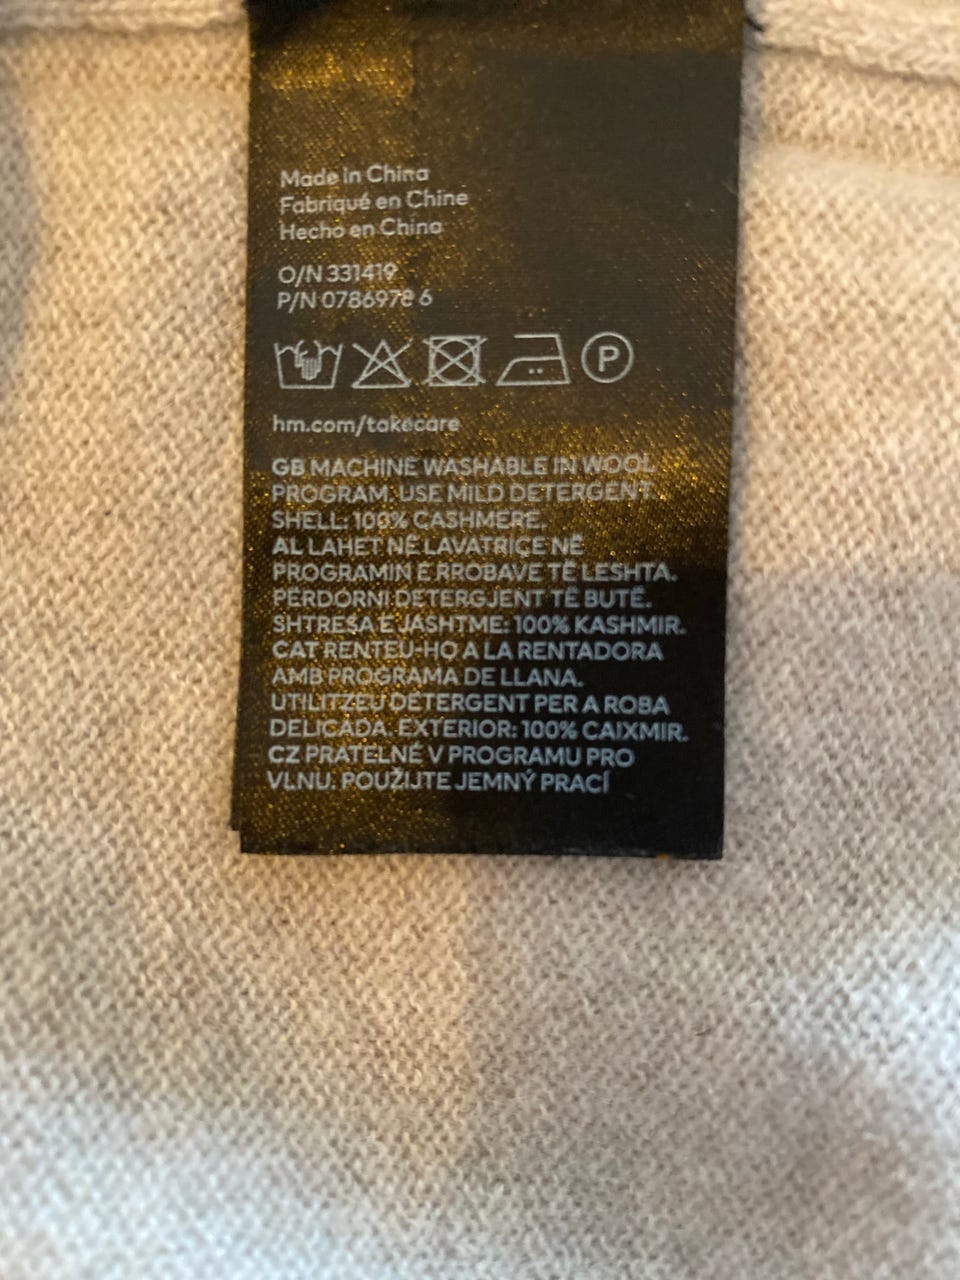 Made in China
Fabriqué en Chine
Hecho en China
O/N 331419
P/N 0786978 6
P
hm.com/takecare
GB MACHINE WASHABLE IN WOOL
PROGRAM. USE MILD DETERGENT.
SHELL: 100% CASHMERE.
AL LAHET NË LAVATRIÇE NË
PROGRAMIN E RROBAVE TË LESHTA.
PËRDORNI DETERGJENT TË BUTË.
SHTRESA E JASHTME: 100% KASHMIR.
CAT RENTEU-HO A LA RENTADORA
AMB PROGRAMA DE LLANA.
UTILITZEU DETERGENT PER A ROBA
DELICADA. EXTERIOR: 100% CAIXMIR.
CZ PRATELNÉ V PROGRAMU PRO
VLNU. POUŽIJTE JEMNÝ PRACÍ